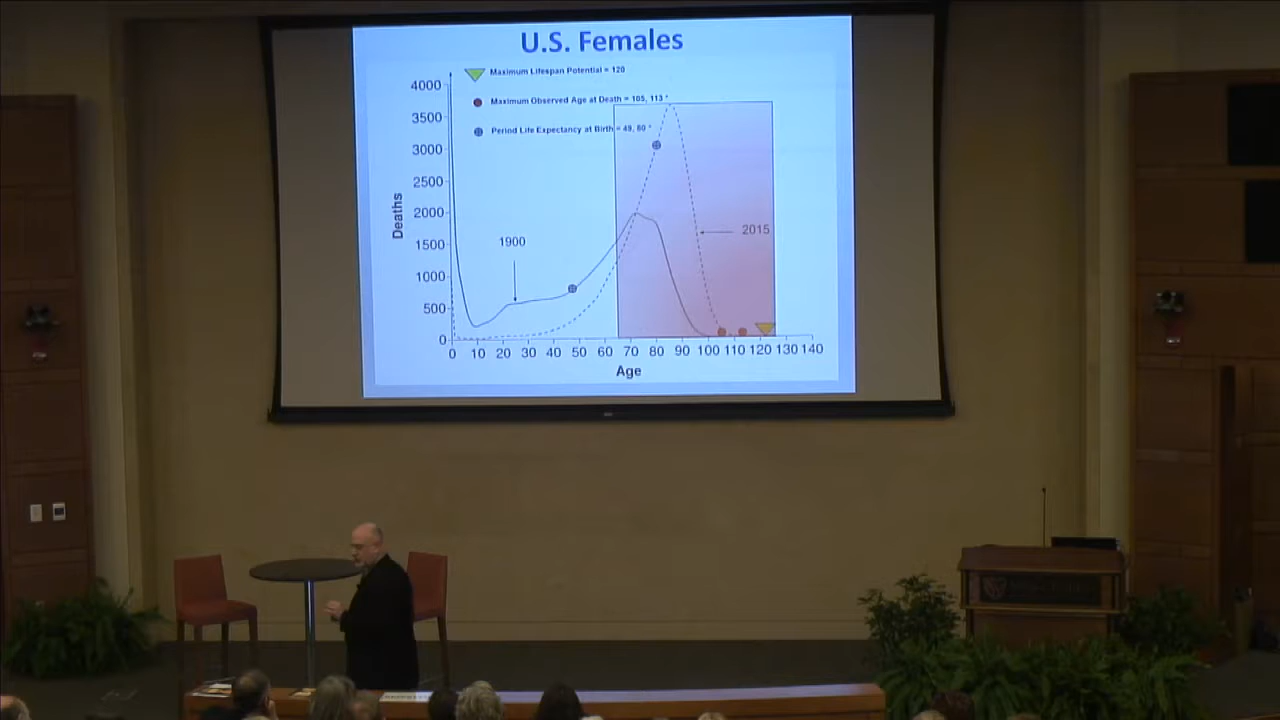 U.S. Females
Maximum Lifespan Potential = 120
Maximum Observed Age at Death = 105, 113 *
Period Life Expectancy at Birth = 49, 80 *
4000
3500
3000
2500
2000
1500
1000
500
0
Deaths
1900
2015
0 10 20 30 40 50 60 70 80 90 100 110 120 130 140
Age